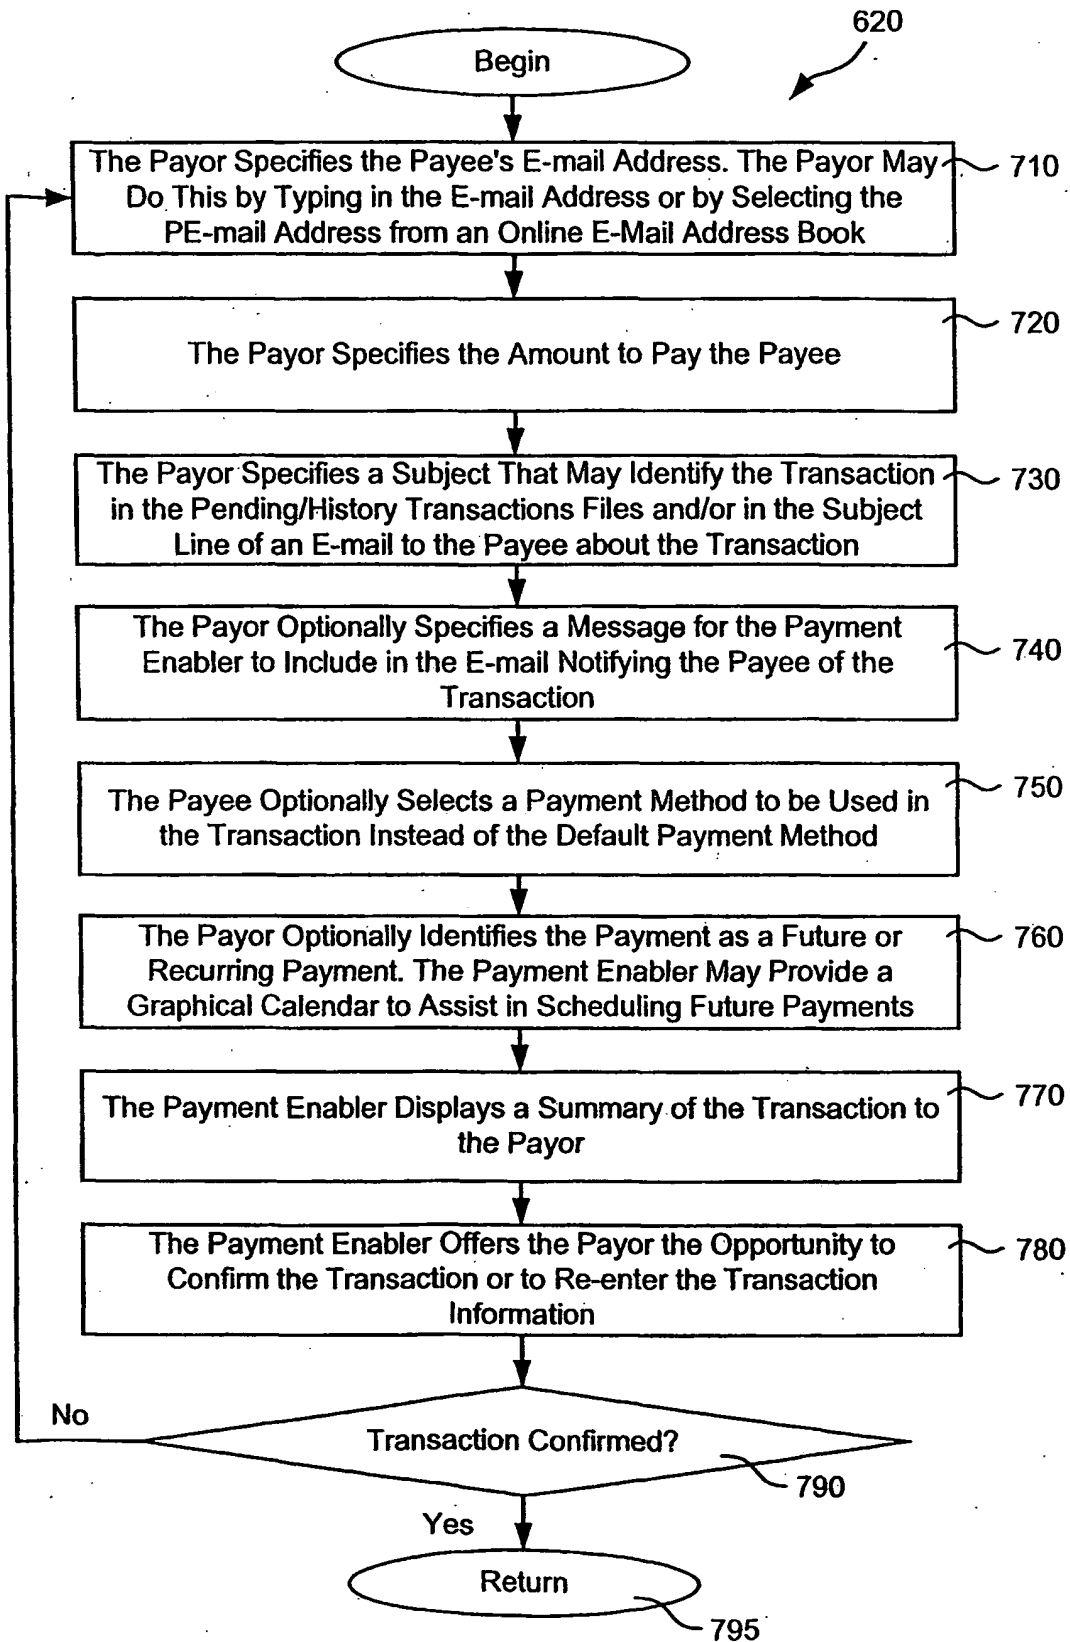 620
Begin
The Payor Specifies the Payee's E-mail Address. The Payor May
Do This by Typing in the E-mail Address or by Selecting the
PE-mail Address from an Online E-Mail Address Book
710
The Payor Specifies the Amount to Pay the Payee
720
The Payor Specifies a Subject That May Identify the Transaction
in the Pending/History Transactions Files and/or in the Subject
Line of an E-mail to the Payee about the Transaction
730
The Payor Optionally Specifies a Message for the Payment
Enabler to Include in the E-mail Notifying the Payee of the
Transaction
740
The Payee Optionally Selects a Payment Method to be Used in
the Transaction Instead of the Default Payment Method
750
The Payor Optionally Identifies the Payment as a Future or
Recurring Payment. The Payment Enabler May Provide a
Graphical Calendar to Assist in Scheduling Future Payments
760
The Payment Enabler Displays a Summary of the Transaction to
the Payor
770
The Payment Enabler Offers the Payor the Opportunity to
Confirm the Transaction or to Re-enter the Transaction
Information
780
No
Transaction Confirmed?
790
Yes
Return
795